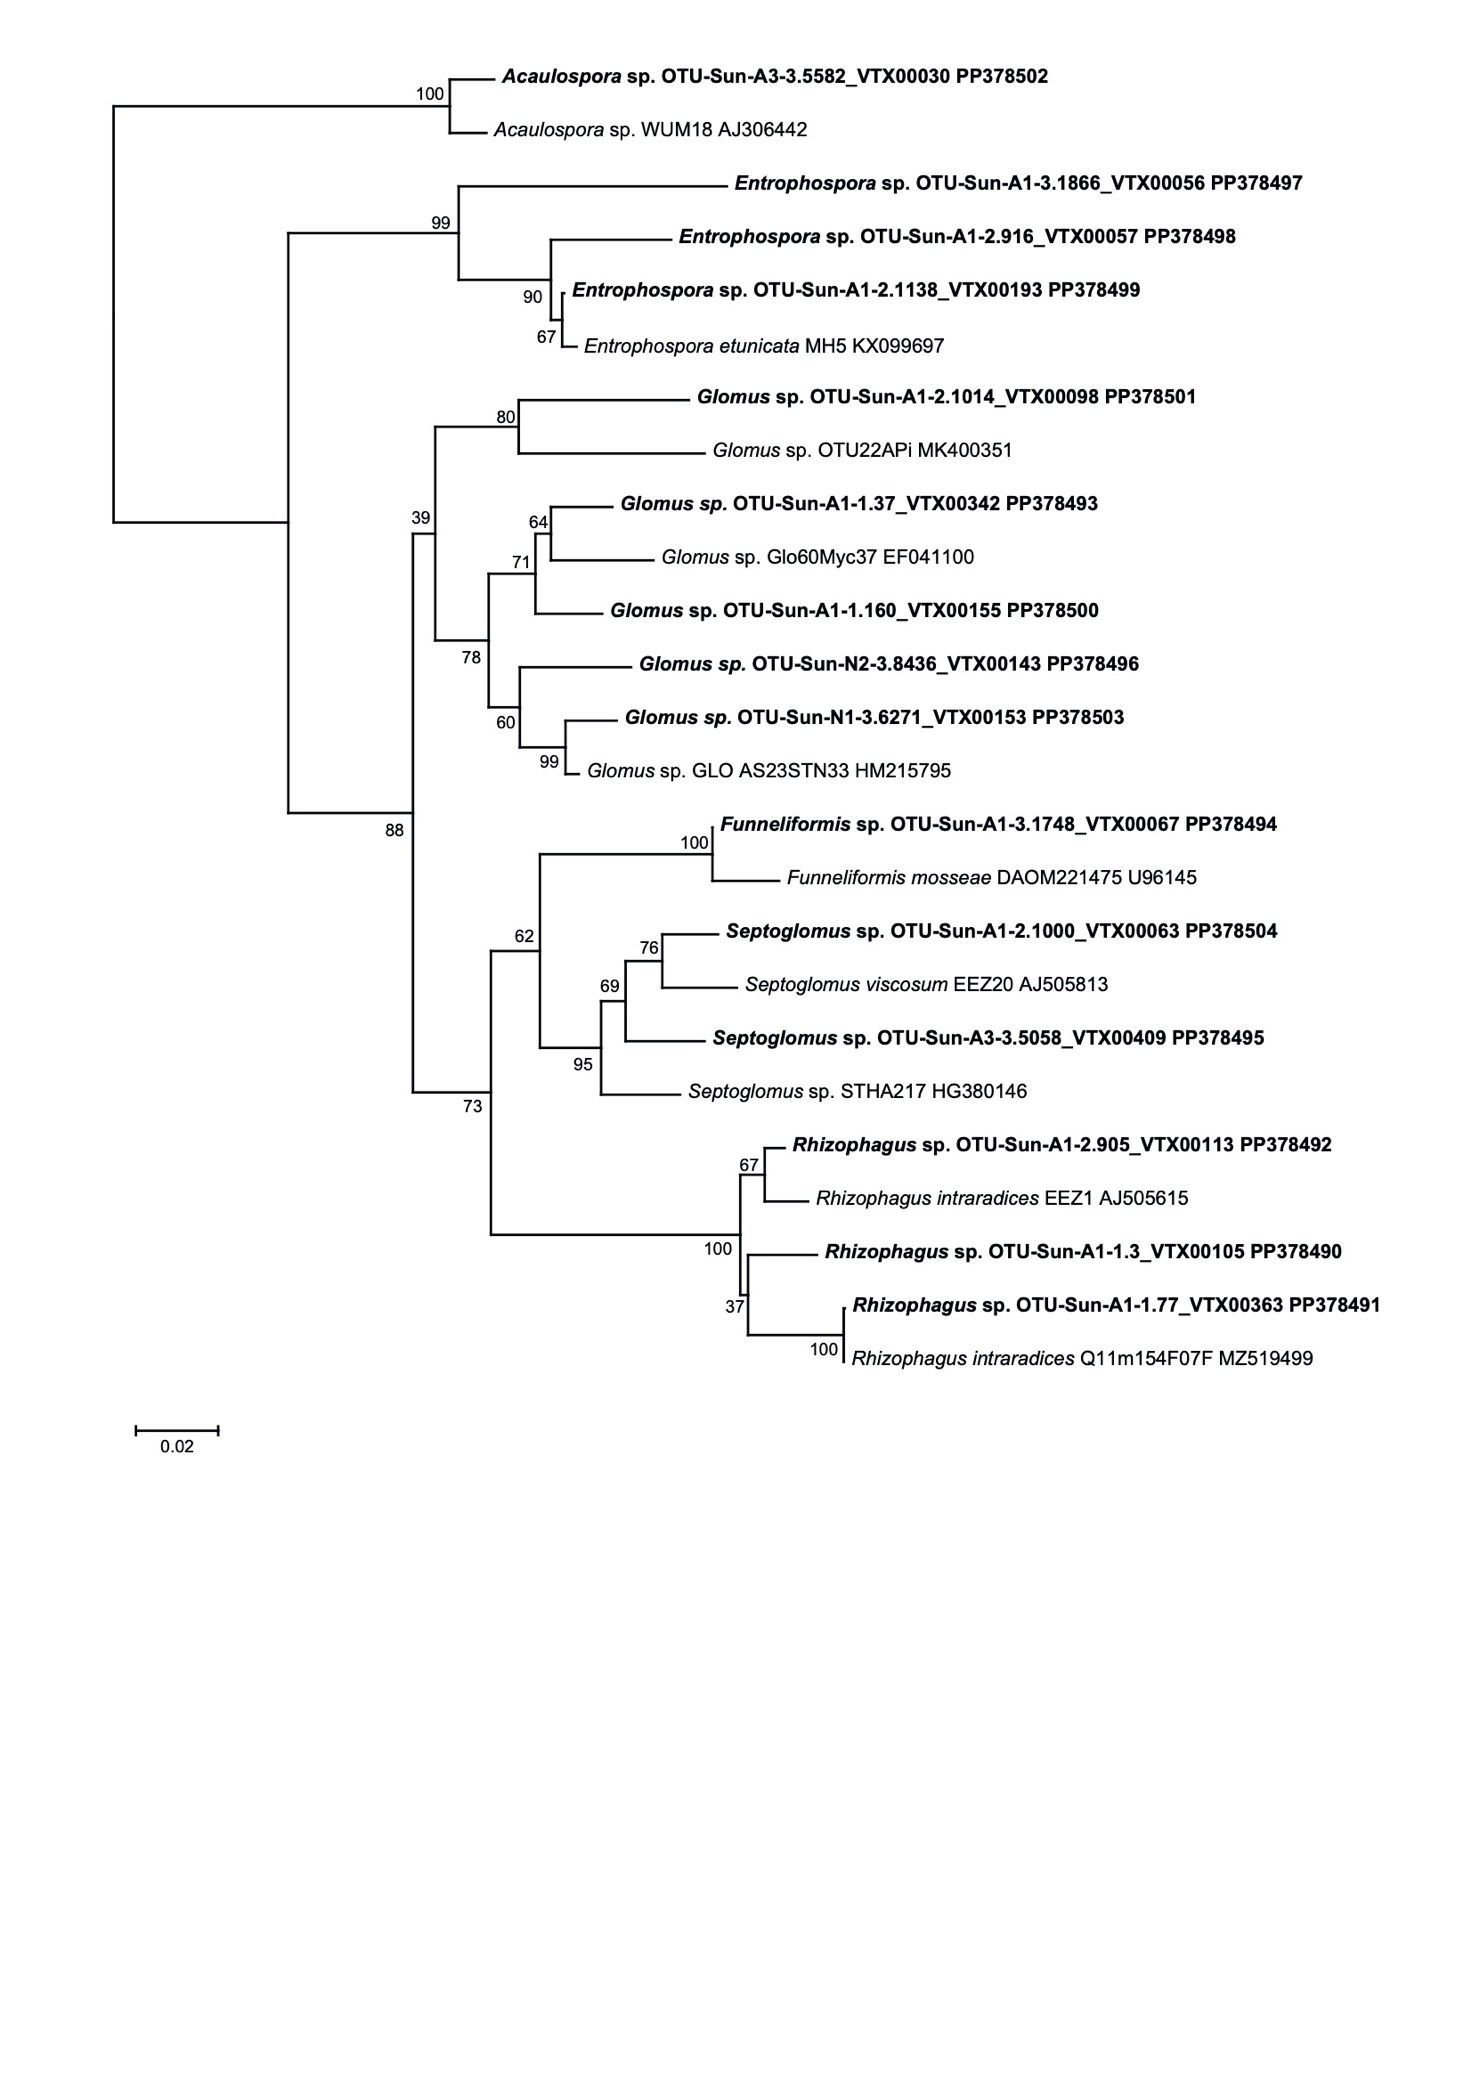 Acaulospora sp. OTU-Sun-A3-3.5582_VTX00030 PP378502
100
Acaulospora sp. WUM18 AJ306442
Entrophospora sp. OTU-Sun-A1-3.1866_VTX00056 PP378497
99
Entrophospora sp. OTU-Sun-A1-2.916_VTX00057 PP378498
Entrophospora sp. OTU-Sun-A1-2.1138_VTX00193 PP378499
90
67
Entrophospora etunicata MH5 KX099697
Glomus sp. OTU-Sun-A1-2.1014_VTX00098 PP378501
80
Glomus sp. OTU22APi MK400351
Glomus sp. OTU-Sun-A1-1.37_VTX00342 PP378493
39
64
Glomus sp. Glo60Myc37 EF041100
71
Glomus sp. OTU-Sun-A1-1.160_VTX00155 PP378500
78
Glomus sp. OTU-Sun-N2-3.8436_VTX00143 PP378496
Glomus sp. OTU-Sun-N1-3.6271_VTX00153 PP378503
60
99
Glomus sp. GLO AS23STN33 HM215795
88
Funneliformis sp. OTU-Sun-A1-3.1748_VTX00067 PP378494
100
Funneliformis mosseae DAOM221475 U96145
Septoglomus sp. OTU-Sun-A1-2.1000_VTX00063 PP378504
62
76
Septoglomus viscosum EEZ20 AJ505813
69
Septoglomus sp. OTU-Sun-A3-3.5058_VTX00409 PP378495
95
Septoglomus sp. STHA217 HG380146
73
Rhizophagus sp. OTU-Sun-A1-2.905_VTX00113 PP378492
67
Rhizophagus intraradices EEZ1 AJ505615
100
Rhizophagus sp. OTU-Sun-A1-1.3_VTX00105 PP378490
37
Rhizophagus sp. OTU-Sun-A1-1.77_VTX00363 PP378491
100
Rhizophagus intraradices Q11m154F07F MZ519499
0.02